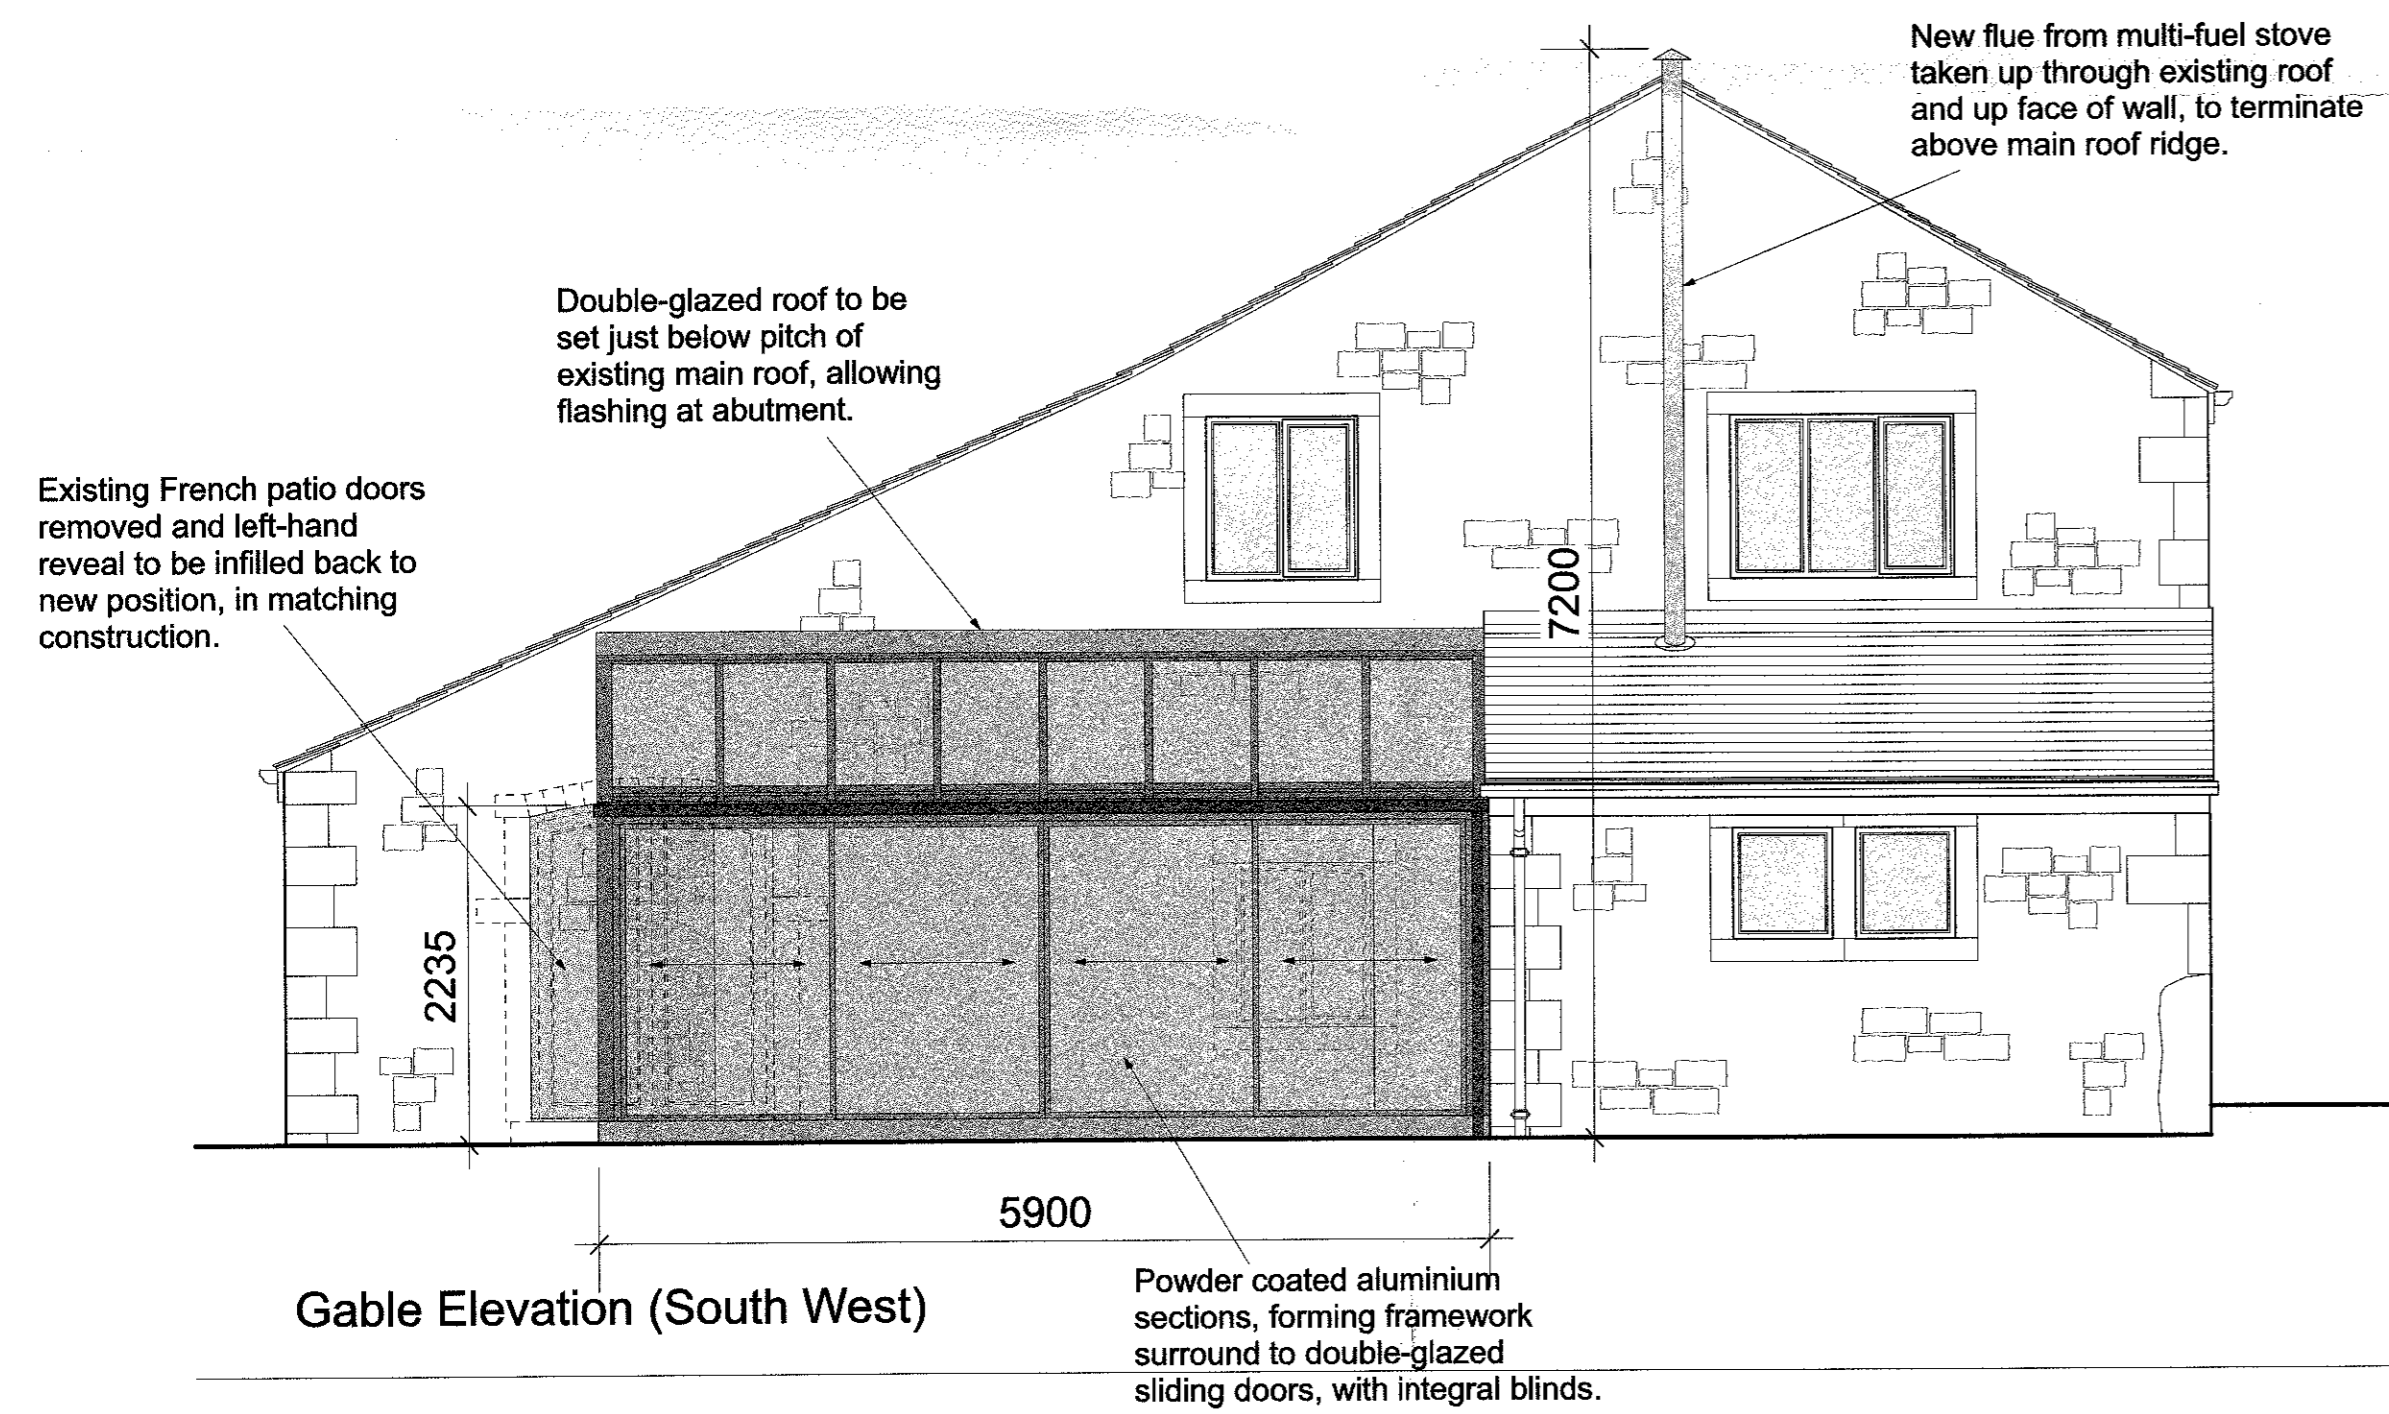 New flue from multi-fuel stove
taken up through existing roof
and up face of wall, to terminate
above main roof ridge.
Double-glazed roof to be
set just below pitch of
existing main roof, allowing
flashing at abutment.
Existing French patio doors
removed and left-hand
reveal to be infilled back to
new position, in matching
construction.
7200
2235
5900
Gable Elevation (South West)
Powder coated aluminium
sections, forming framework
surround to double-glazed
sliding doors, with integral blinds.